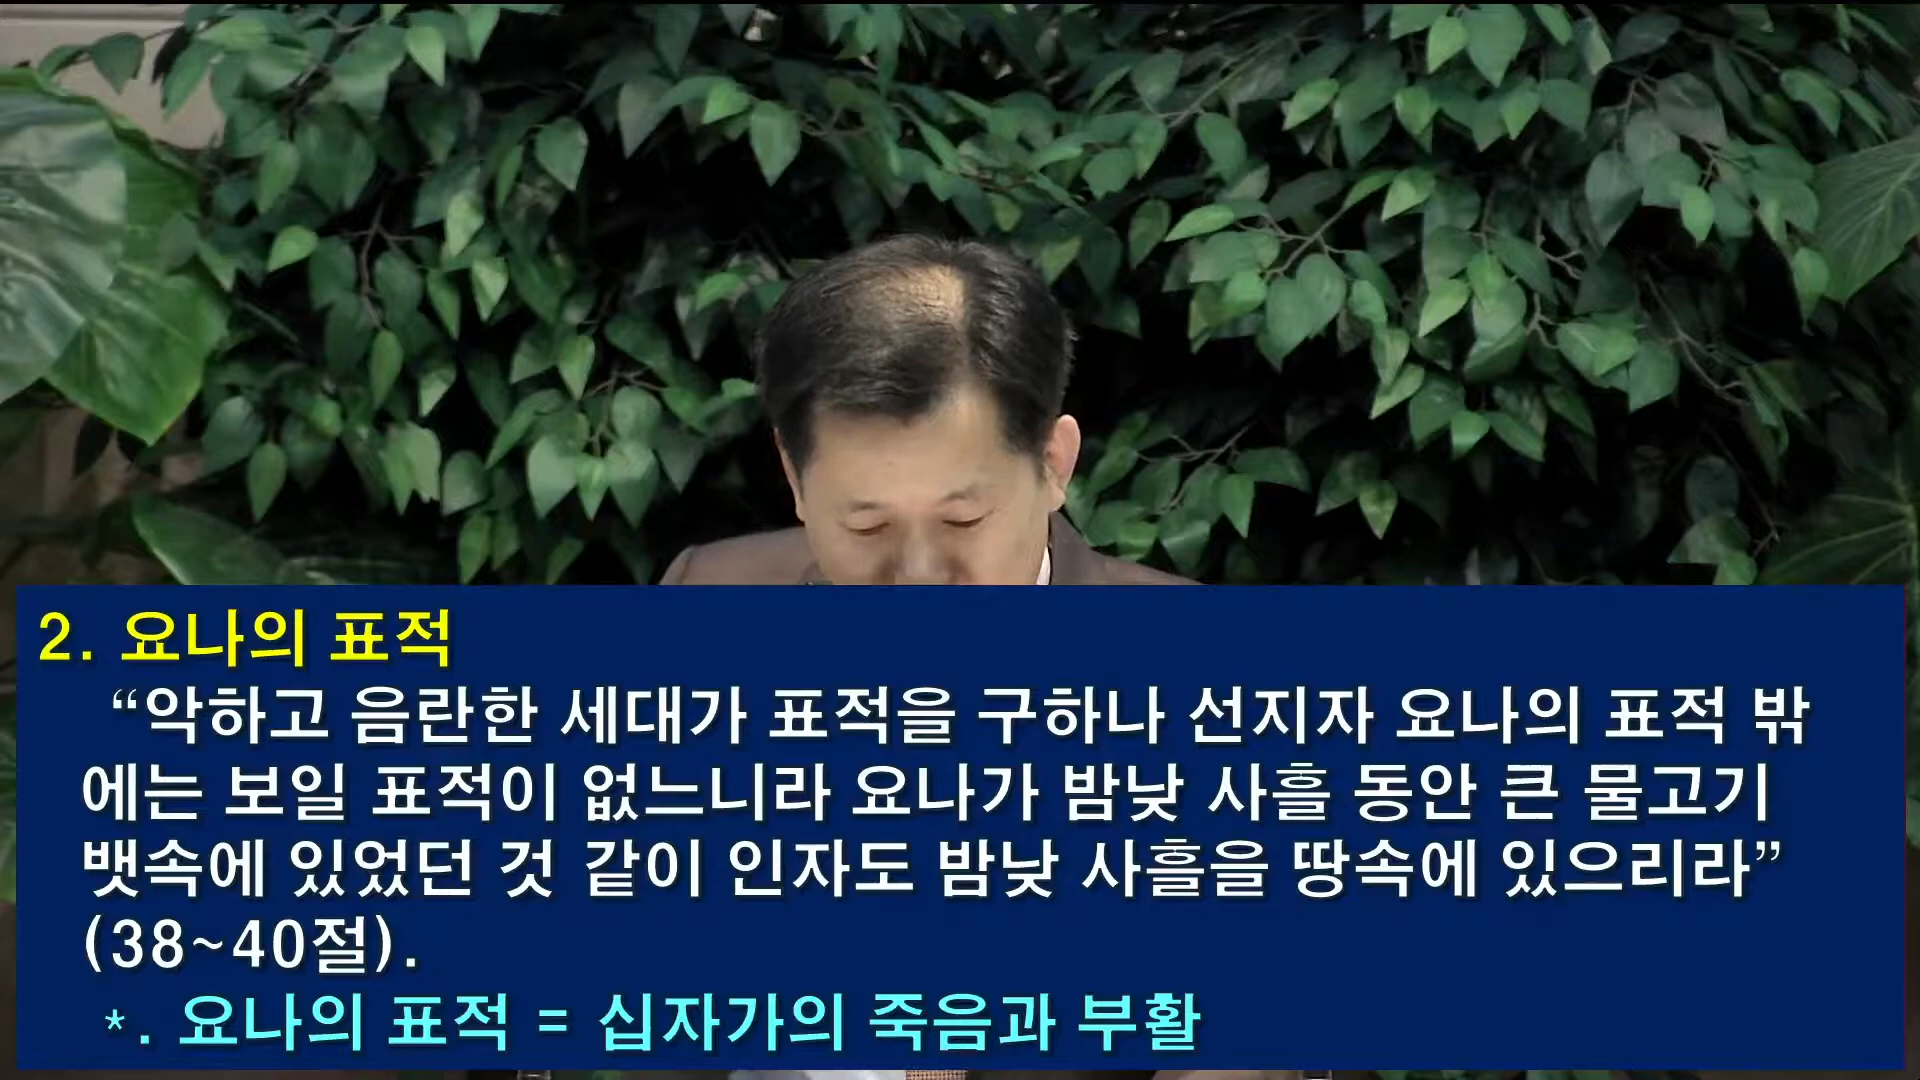 2. 요나의 표적
“악하고 음란한 세대가 표적을 구하나 선지자 요나의 표적 밖
에는 보일 표적이 없느니라 요나가 밤낮 사흘 동안 큰 물고기
뱃속에 있었던 것 같이 인자도 밤낮 사흘을 땅속에 있으리라”
(38~40절).
*. 요나의 표적 = 십자가의 죽음과 부활